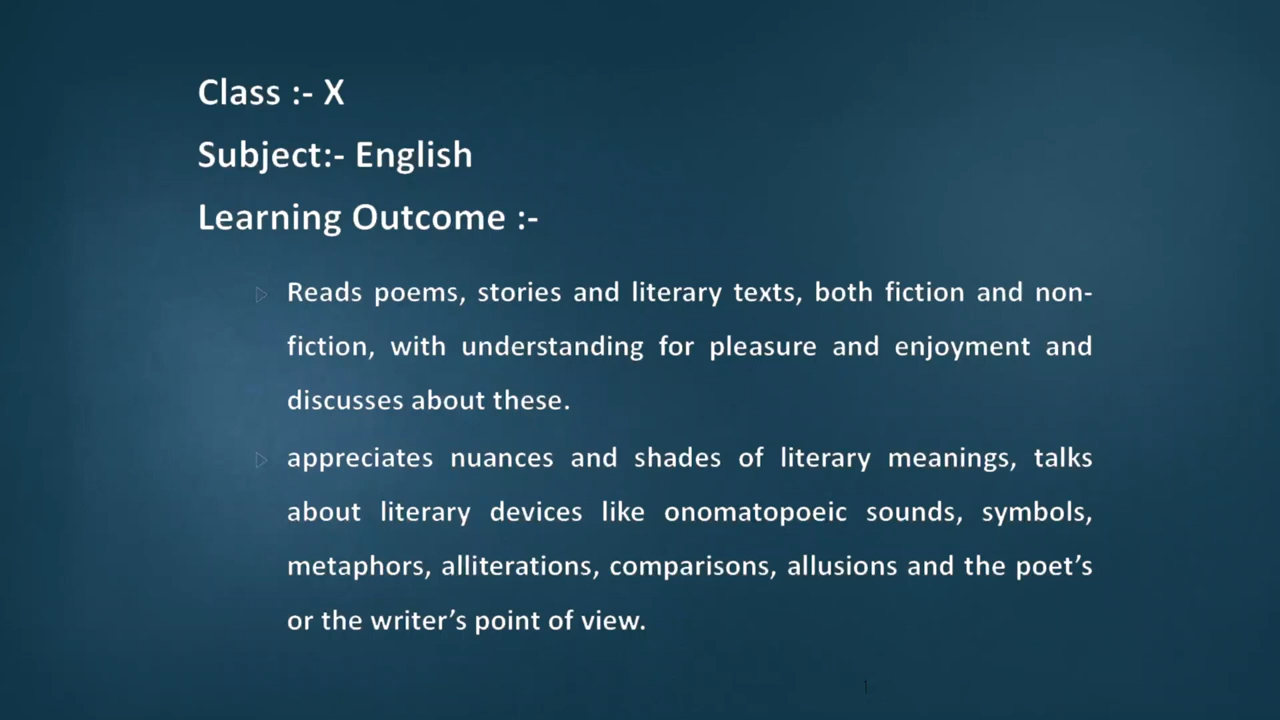 Class :- X
Subject:- English
Learning Outcome :-
Reads poems, stories and literary texts, both fiction and non-
fiction, with understanding for pleasure and enjoyment and
discusses about these.
appreciates nuances and shades of literary meanings, talks
about literary devices like onomatopoeic sounds, symbols,
metaphors, alliterations, comparisons, allusions and the poet’s
or the writer’s point of view.